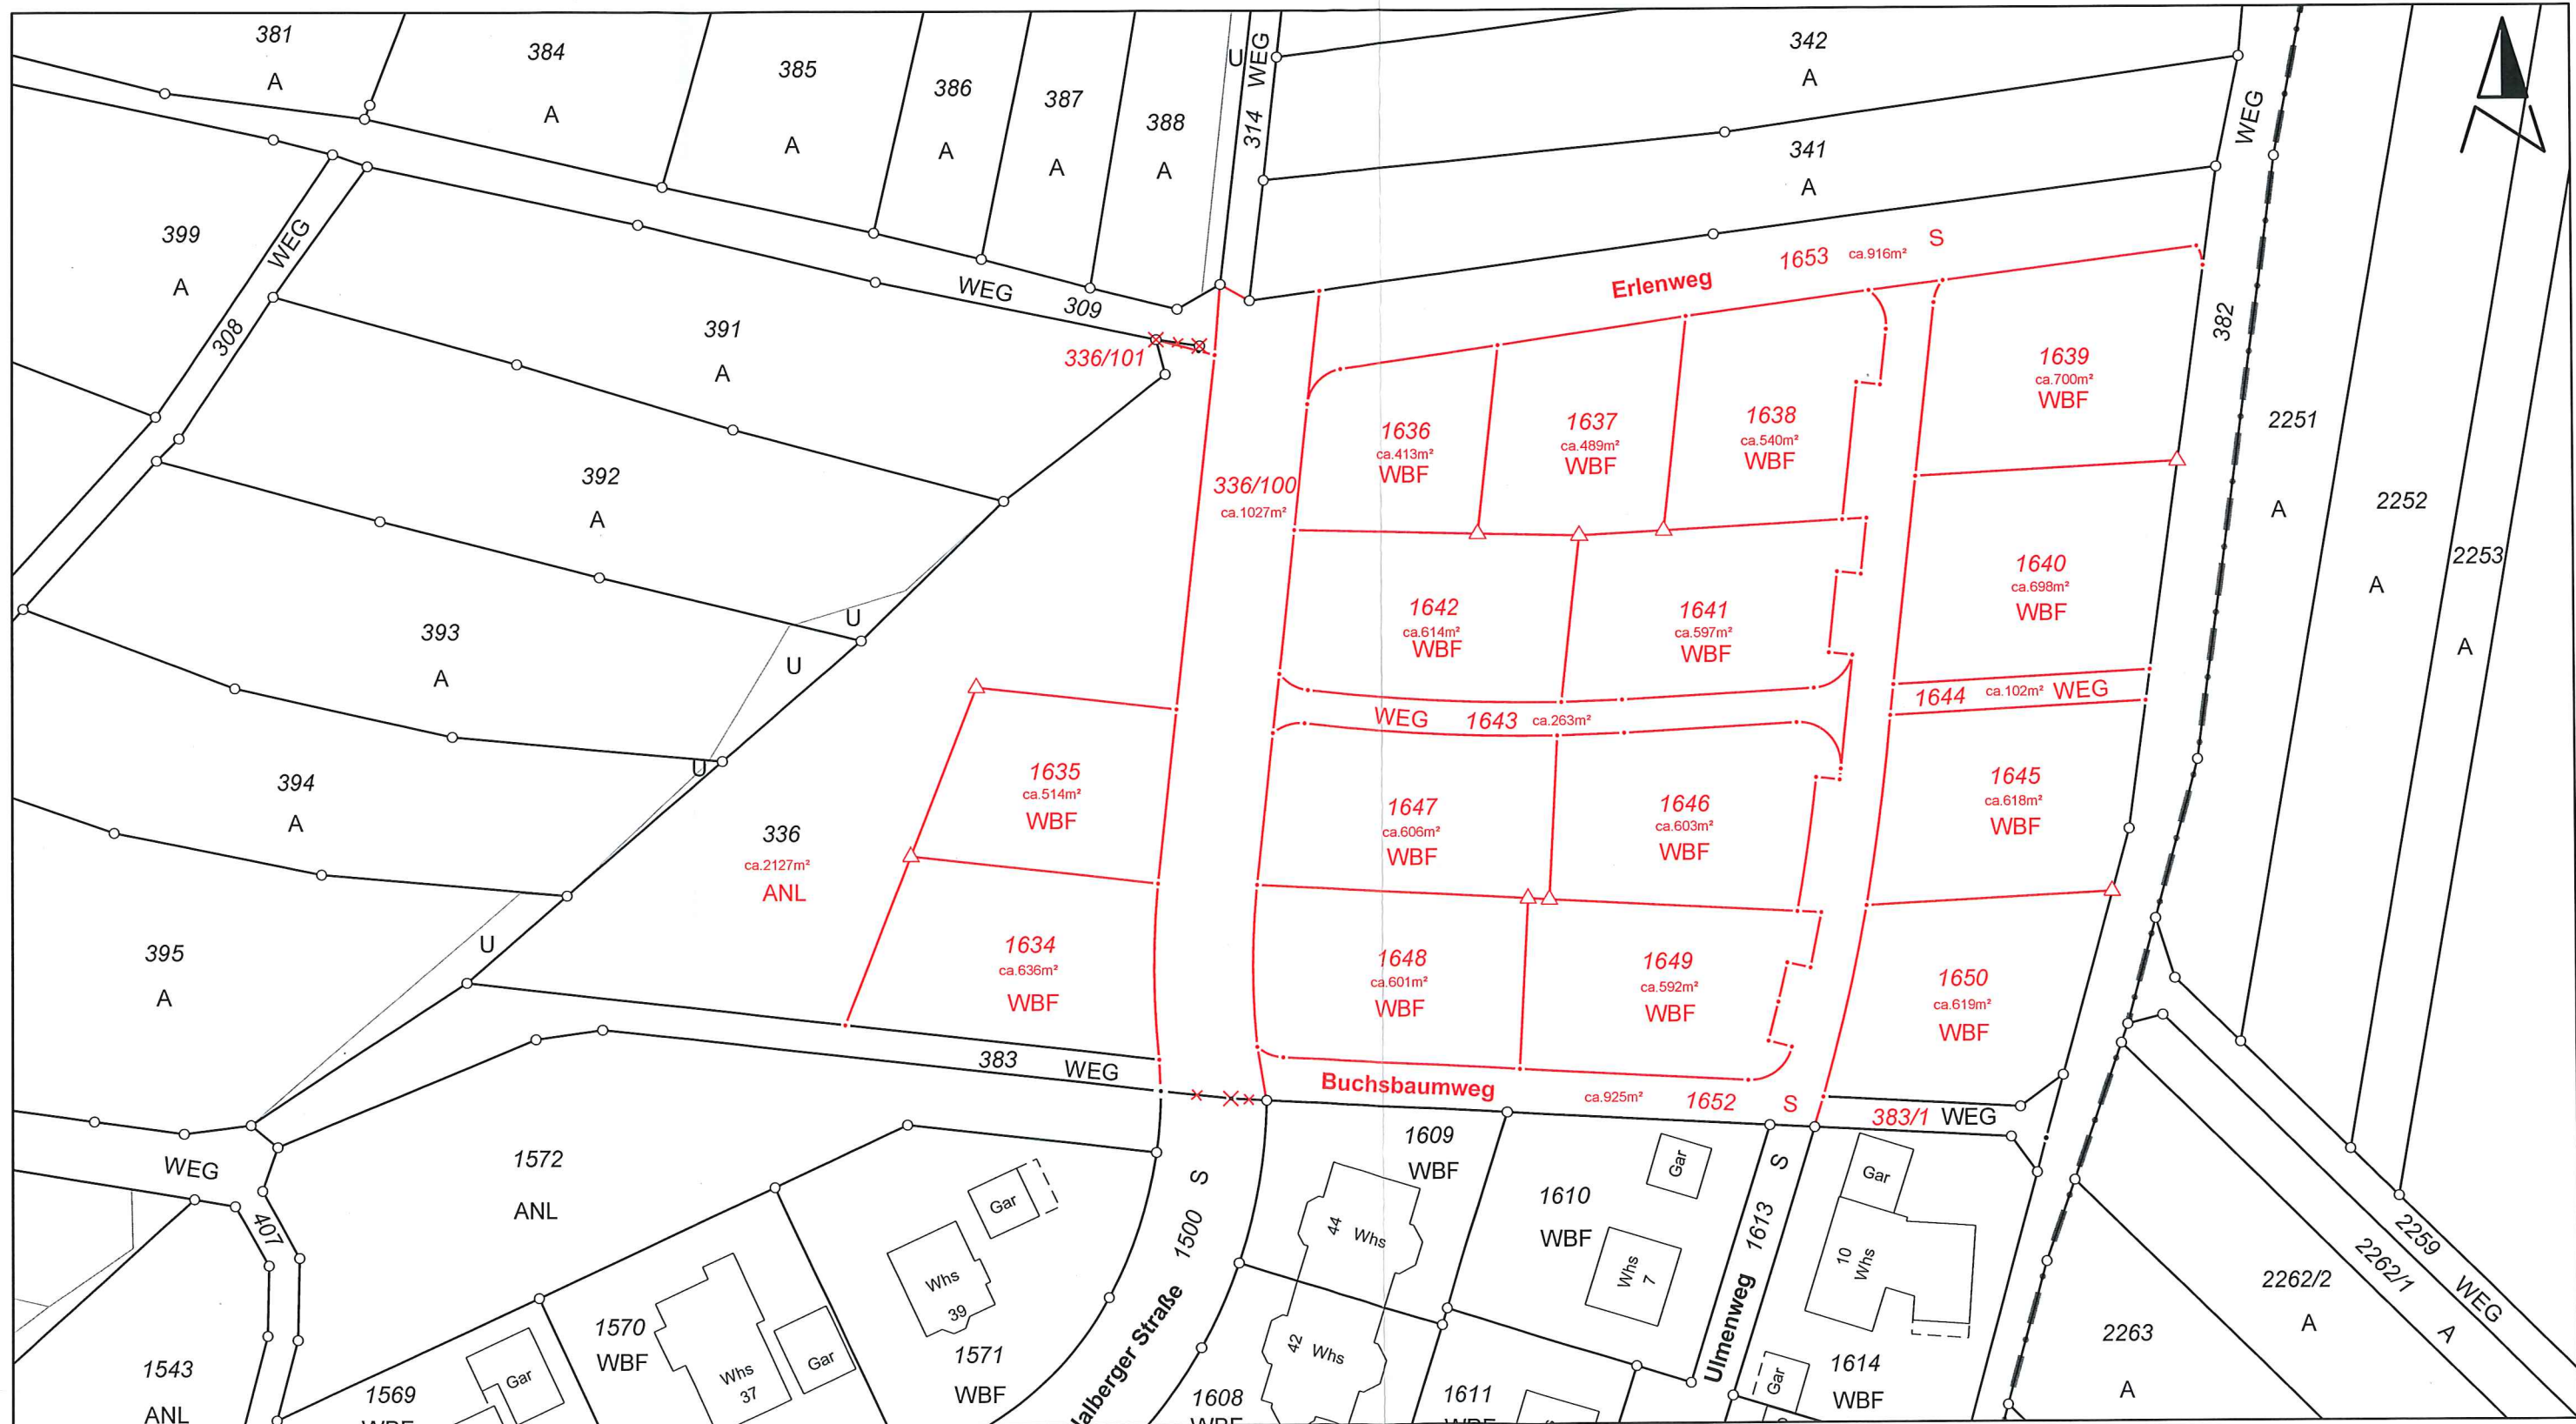 381
A
384
A
385
A
386
A
387
A
388
A
U
314 WEG
342
A
341
A
WEG
382
399
A
WEG
308
391
A
WEG 309
336/101
Erlenweg 1653 ca.916m² S
2251
A
2252
A
2253
A
392
A
336/100
ca.1027m²
1636
ca.413m²
WBF
1637
ca.489m²
WBF
1638
ca.540m²
WBF
1639
ca.700m²
WBF
393
A
U
U
U
1642
ca.614m²
WBF
1641
ca.597m²
WBF
1640
ca.698m²
WBF
WEG 1643 ca.263m²
1644 ca.102m² WEG
394
A
336
ca.2127m²
ANL
1635
ca.514m²
WBF
1647
ca.606m²
WBF
1646
ca.603m²
WBF
1645
ca.618m²
WBF
395
A
U
1634
ca.636m²
WBF
1648
ca.601m²
WBF
1649
ca.592m²
WBF
1650
ca.619m²
WBF
383 WEG
Buchsbaumweg ca.925m² 1652 S
383/1 WEG
WEG
407
1572
ANL
1543
ANL
1569
Gar
1570
WBF
Whs
37
Gar
Whs
39
Gar
1571
WBF
S
1500
alberger Straße
1609
WBF
44 Whs
42 Whs
1608
1610
WBF
Gar
Whs
7
1611
S
Ulmenweg 1613
Gar
10
Whs
Gar
1614
WBF
2263
A
2262/2
A
2262/1
A
2259
WEG